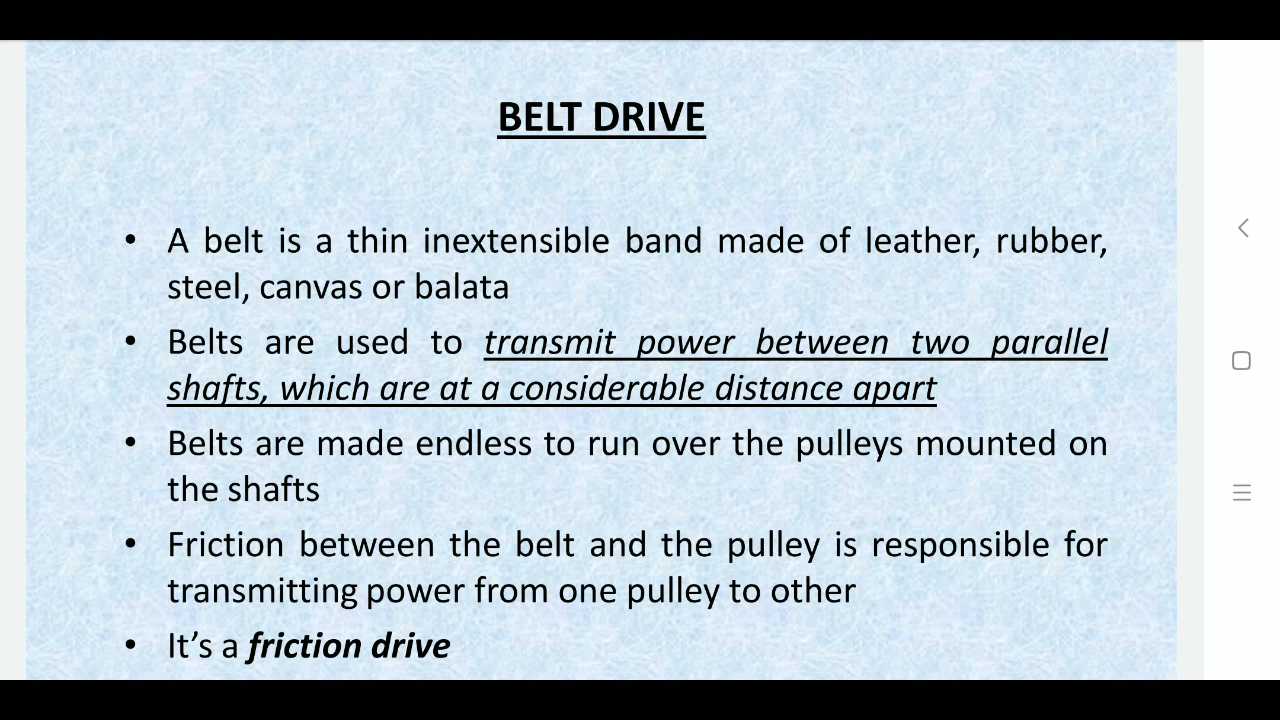 BELT DRIVE
• A belt is a thin inextensible band made of leather, rubber,
steel, canvas or balata
• Belts are used to transmit power between two parallel
shafts, which are at a considerable distance apart
• Belts are made endless to run over the pulleys mounted on
the shafts
• Friction between the belt and the pulley is responsible for
transmitting power from one pulley to other
• It’s a friction drive